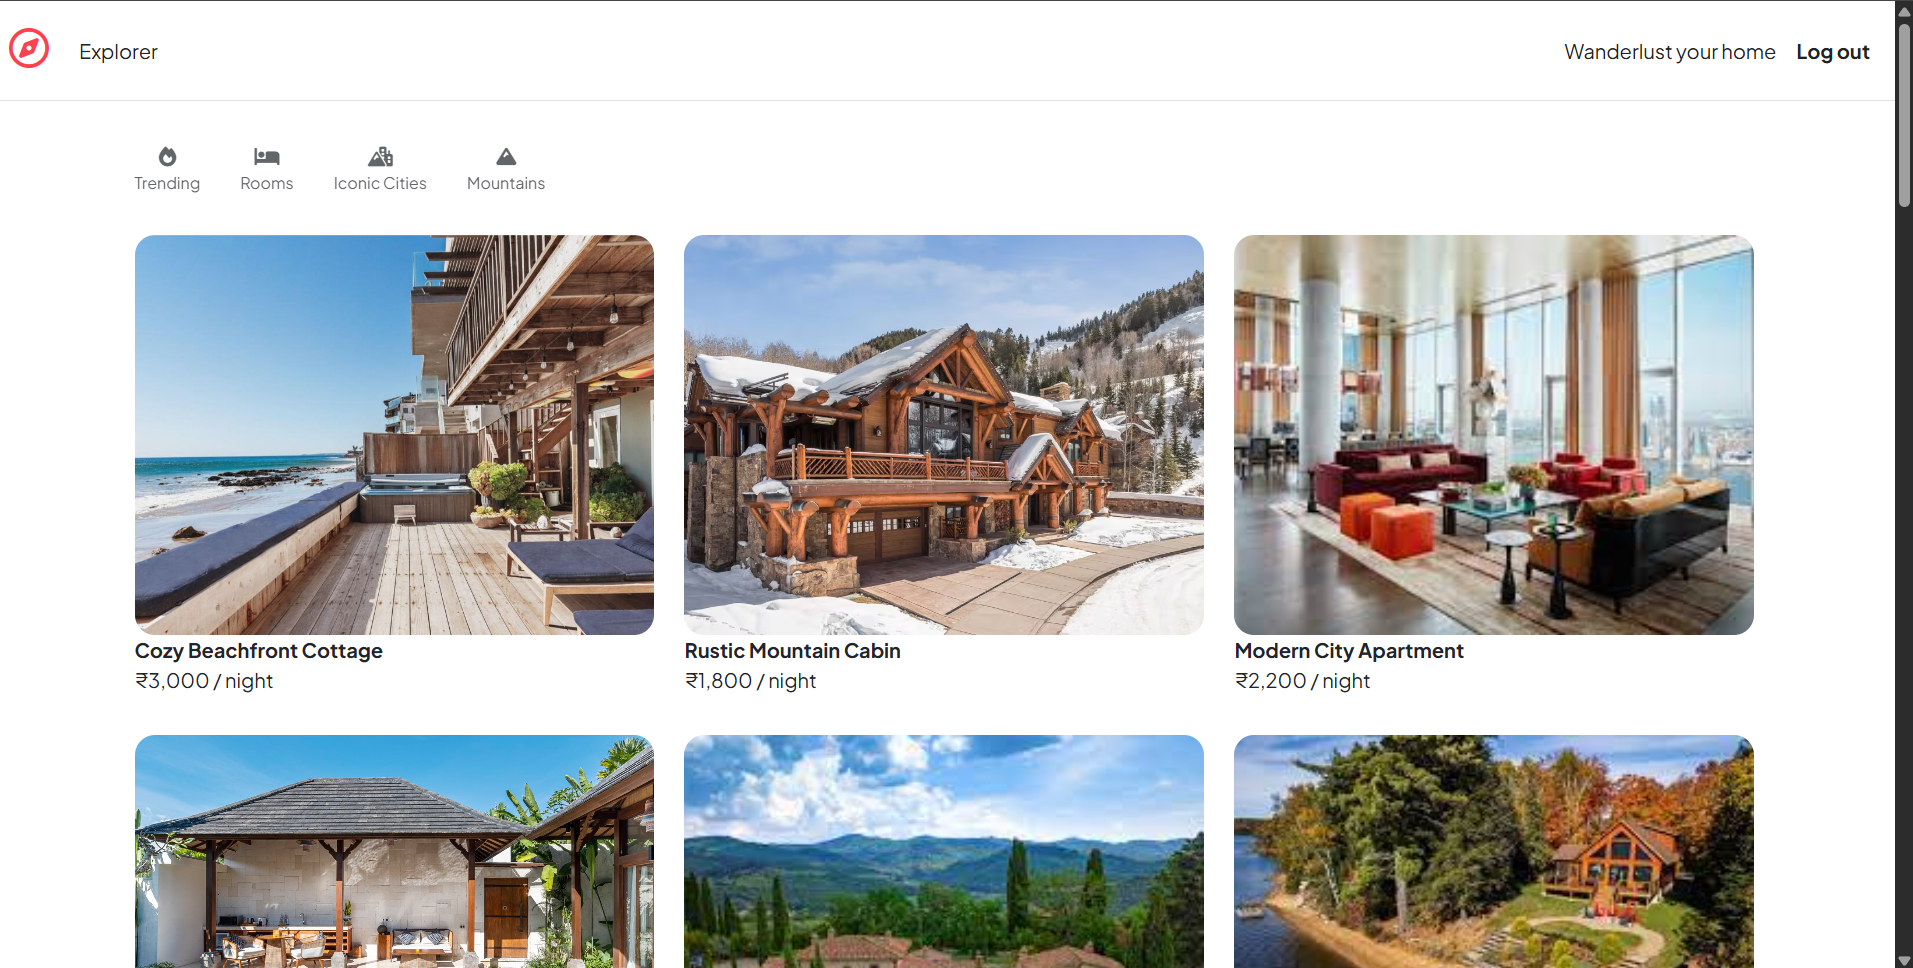 Explorer
Wanderlust your home Log out
Trending Rooms Iconic Cities Mountains
Cozy Beachfront Cottage
₹3,000 / night
Rustic Mountain Cabin
₹1,800 / night
Modern City Apartment
₹2,200 / night